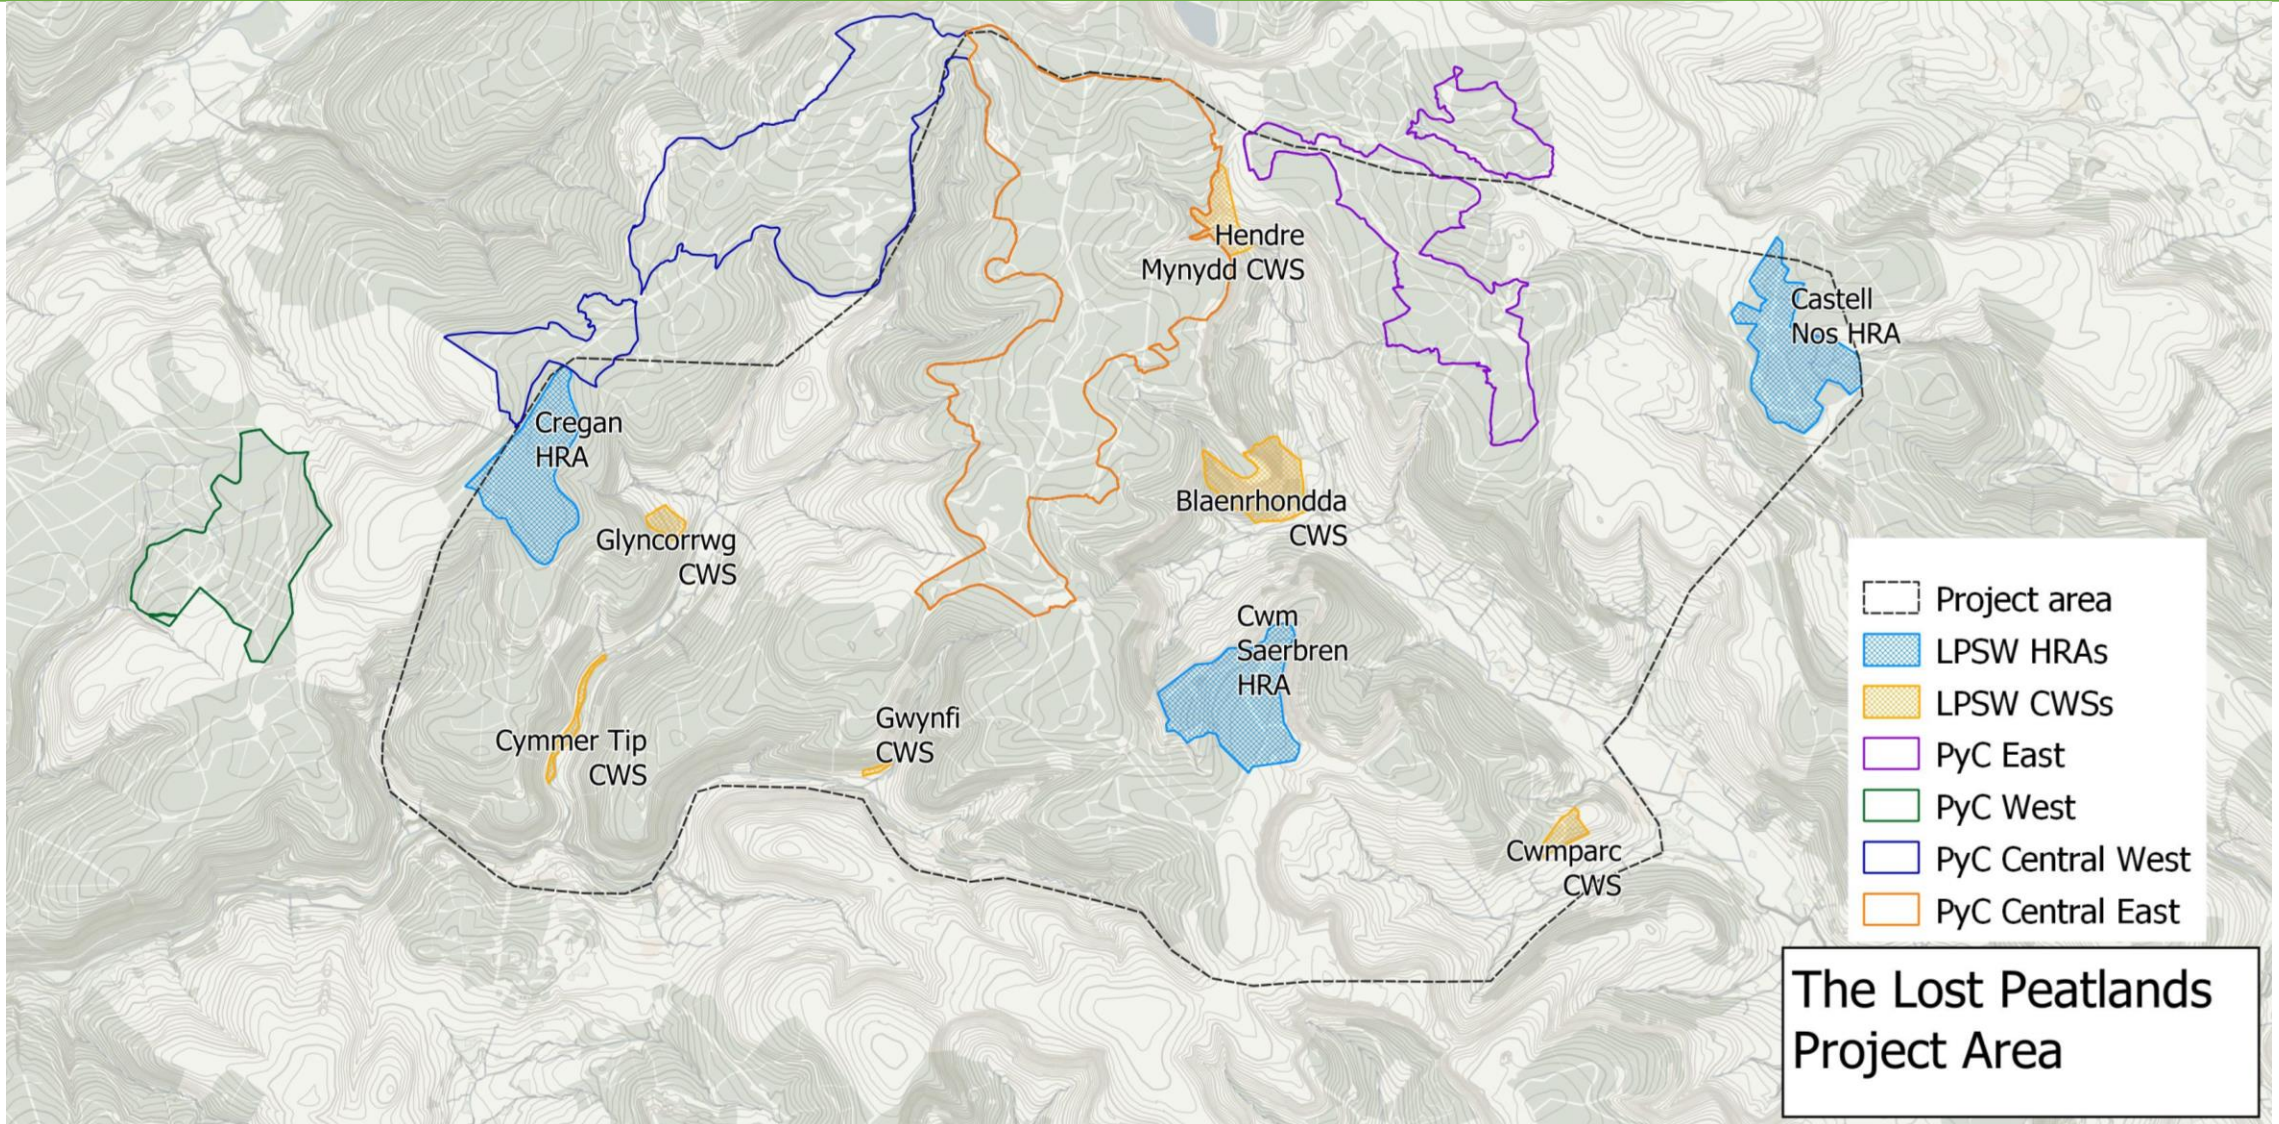 Hendre
Mynydd CWS
Castell
Nos HRA
Cregan
HRA
Glyncorrwg
CWS
Blaenrhondda
CWS
Cwm
Saerbren
HRA
Cymmer Tip
CWS
Gwynfi
CWS
Cwmparc
CWS
Project area
LPSW HRAs
LPSW CWSs
PyC East
PyC West
PyC Central West
PyC Central East
The Lost Peatlands
Project Area